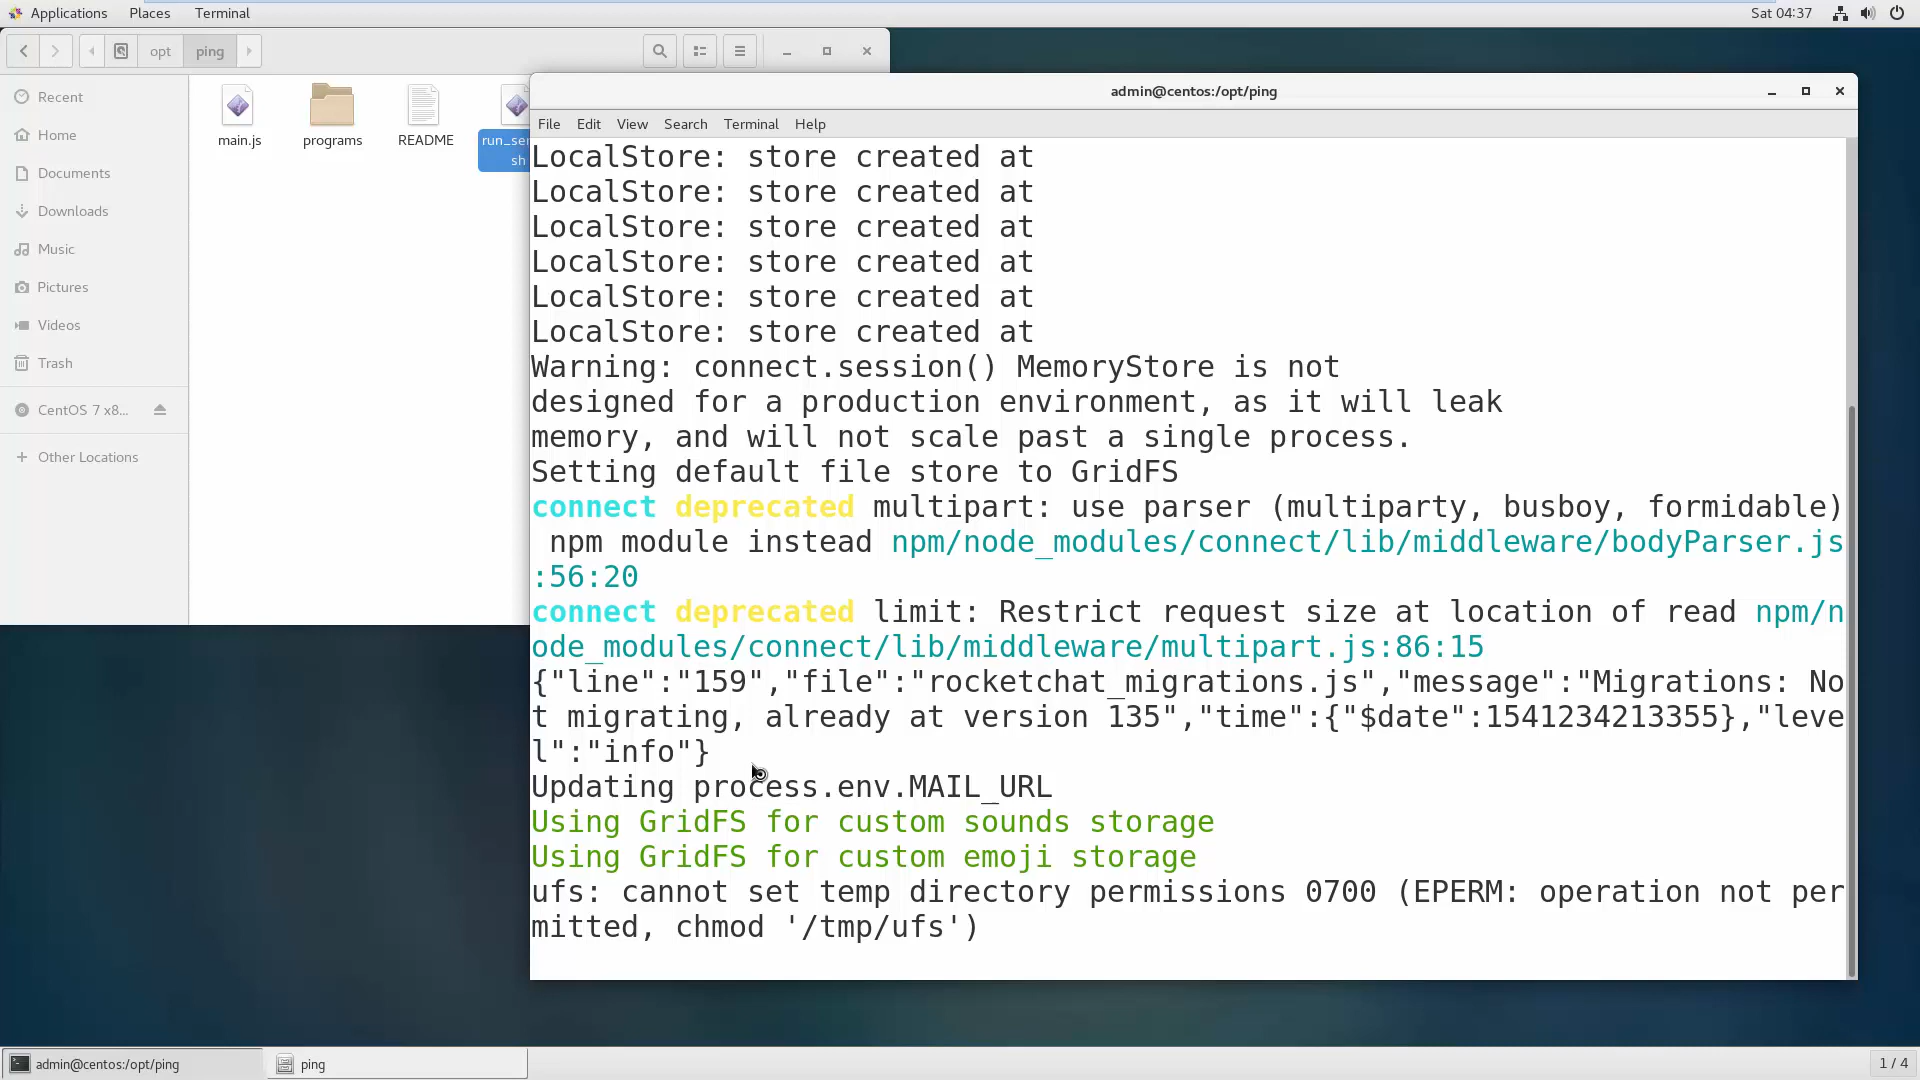 Applications Places Terminal Sat 04:37
opt ping
Recent
Home
Documents
Downloads
Music
Pictures
Videos
Trash
CentOS 7 x8...
Other Locations
main.js programs README
sh
admin@centos:/opt/ping
File Edit View Search Terminal Help
LocalStore: store created at
LocalStore: store created at
LocalStore: store created at
LocalStore: store created at
LocalStore: store created at
LocalStore: store created at
Warning: connect.session() MemoryStore is not
designed for a production environment, as it will leak
memory, and will not scale past a single process.
Setting default file store to GridFS
connect deprecated multipart: use parser (multiparty, busboy, formidable)
npm module instead npm/node_modules/connect/lib/middleware/bodyParser.js
:56:20
connect deprecated limit: Restrict request size at location of read npm/n
ode_modules/connect/lib/middleware/multipart.js:86:15
{"line":"159","file":"rocketchat_migrations.js","message":"Migrations: No
t migrating, already at version 135","time":{"$date":1541234213355},"leve
l":"info"}
Updating process.env.MAIL_URL
Using GridFS for custom sounds storage
Using GridFS for custom emoji storage
ufs: cannot set temp directory permissions 0700 (EPERM: operation not per
mitted, chmod '/tmp/ufs')
admin@centos:/opt/ping ping 1 / 4